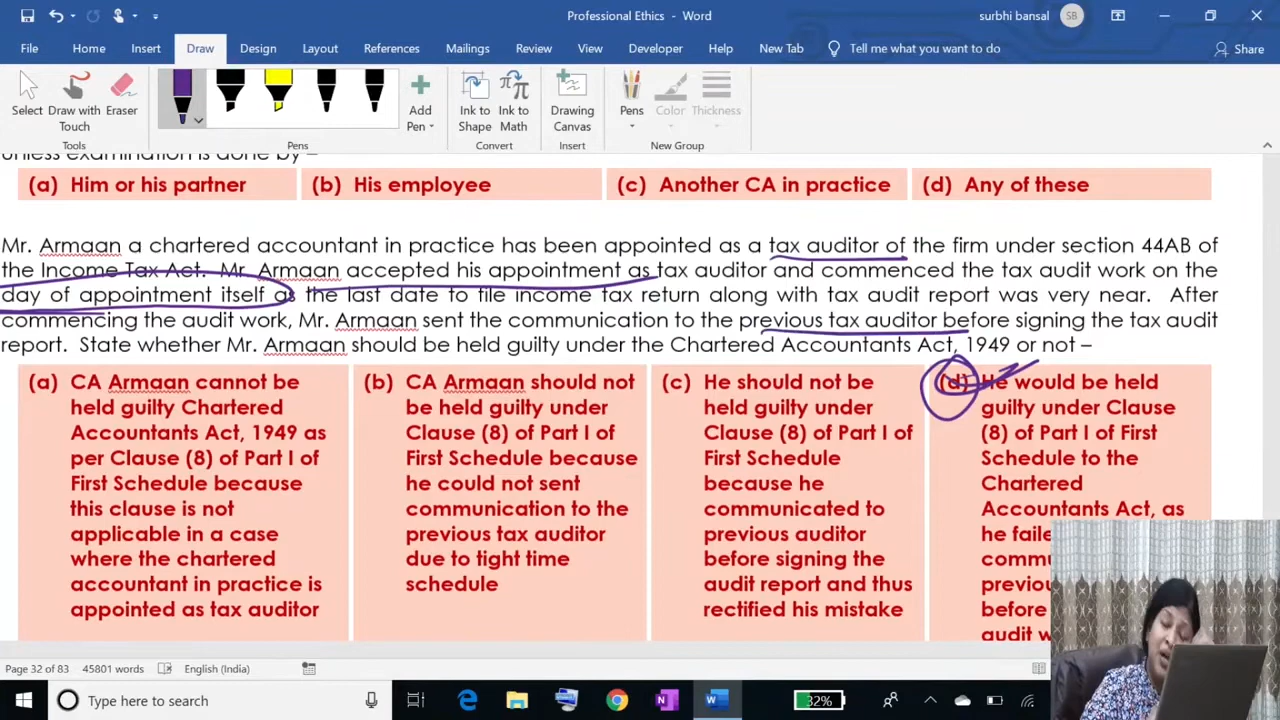 Professional Ethics - Word
surbhi bansal SB
File Home Insert Draw Design Layout References Mailings Review View Developer Help New Tab Tell me what you want to do Share
Select Draw with Touch Eraser
Add Pen
Ink to Shape Ink to Math
Drawing Canvas
Pens Color Thickness
Tools Pens Convert Insert New Group
unless examination is done by –
(a) Him or his partner (b) His employee (c) Another CA in practice (d) Any of these
Mr. Armaan a chartered accountant in practice has been appointed as a tax auditor of the firm under section 44AB of
the Income Tax Act. Mr. Armaan accepted his appointment as tax auditor and commenced the tax audit work on the
day of appointment itself as the last date to file income tax return along with tax audit report was very near. After
commencing the audit work, Mr. Armaan sent the communication to the previous tax auditor before signing the tax audit
report. State whether Mr. Armaan should be held guilty under the Chartered Accountants Act, 1949 or not –
(a) CA Armaan cannot be
held guilty Chartered
Accountants Act, 1949 as
per Clause (8) of Part I of
First Schedule because
this clause is not
applicable in a case
where the chartered
accountant in practice is
appointed as tax auditor
(b) CA Armaan should not
be held guilty under
Clause (8) of Part I of
First Schedule because
he could not sent
communication to the
previous tax auditor
due to tight time
schedule
(c) He should not be
held guilty under
Clause (8) of Part I of
First Schedule
because he
communicated to
previous auditor
before signing the
audit report and thus
rectified his mistake
(d) He would be held
guilty under Clause
(8) of Part I of First
Schedule to the
Chartered
Accountants Act, as
he faile
commu
previou
before
audit w
Page 32 of 83 45801 words English (India)
Type here to search
32%